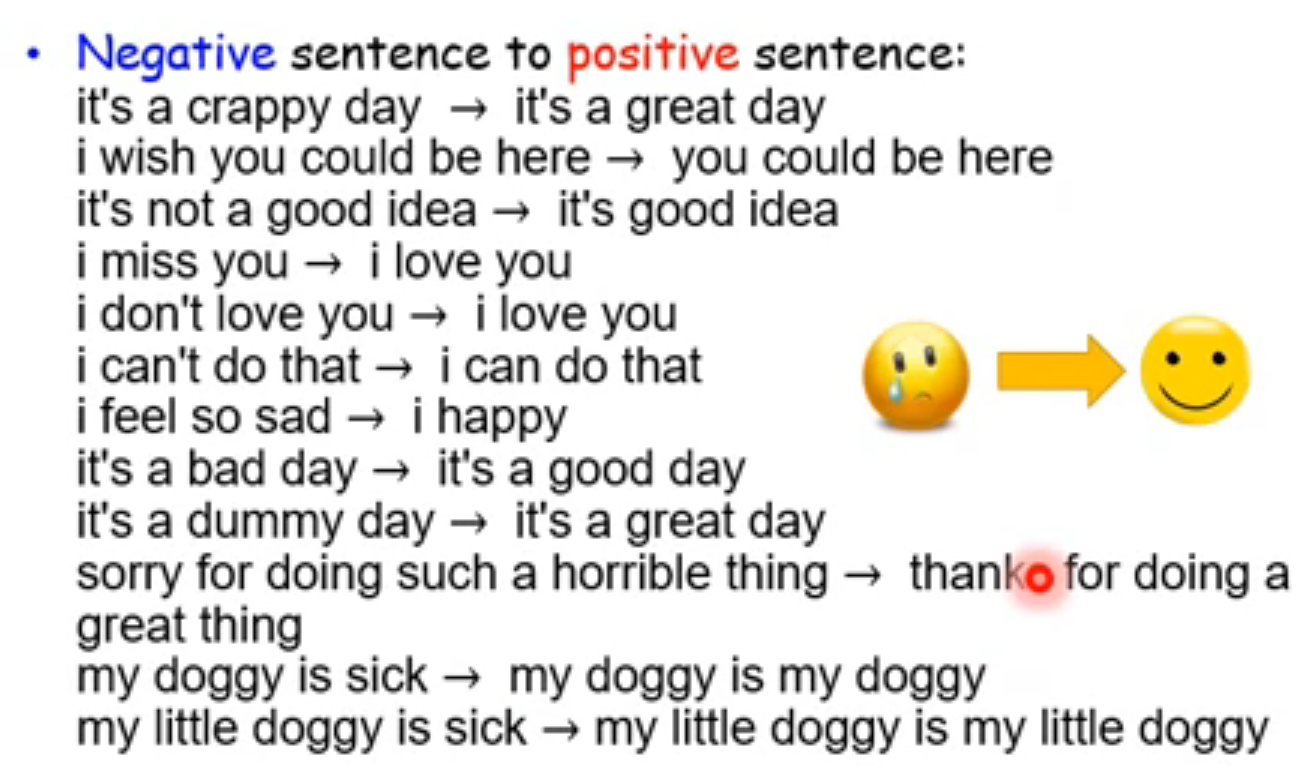 • Negative sentence to positive sentence:
it's a crappy day → it's a great day
i wish you could be here → you could be here
it's not a good idea → it's good idea
i miss you → i love you
i don't love you → i love you
i can't do that → i can do that
i feel so sad → i happy
it's a bad day → it's a good day
it's a dummy day → it's a great day
sorry for doing such a horrible thing → thanks for doing a
great thing
my doggy is sick → my doggy is my doggy
my little doggy is sick → my little doggy is my little doggy